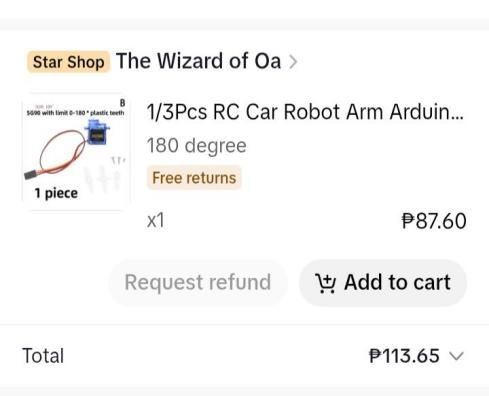 Star Shop The Wizard of Oa
B
SG90 with limit 0-180° plastic teeth
1 piece
1/3Pcs RC Car Robot Arm Arduin...
180 degree
Free returns
x1
₱87.60
Request refund
Add to cart
Total
₱113.65